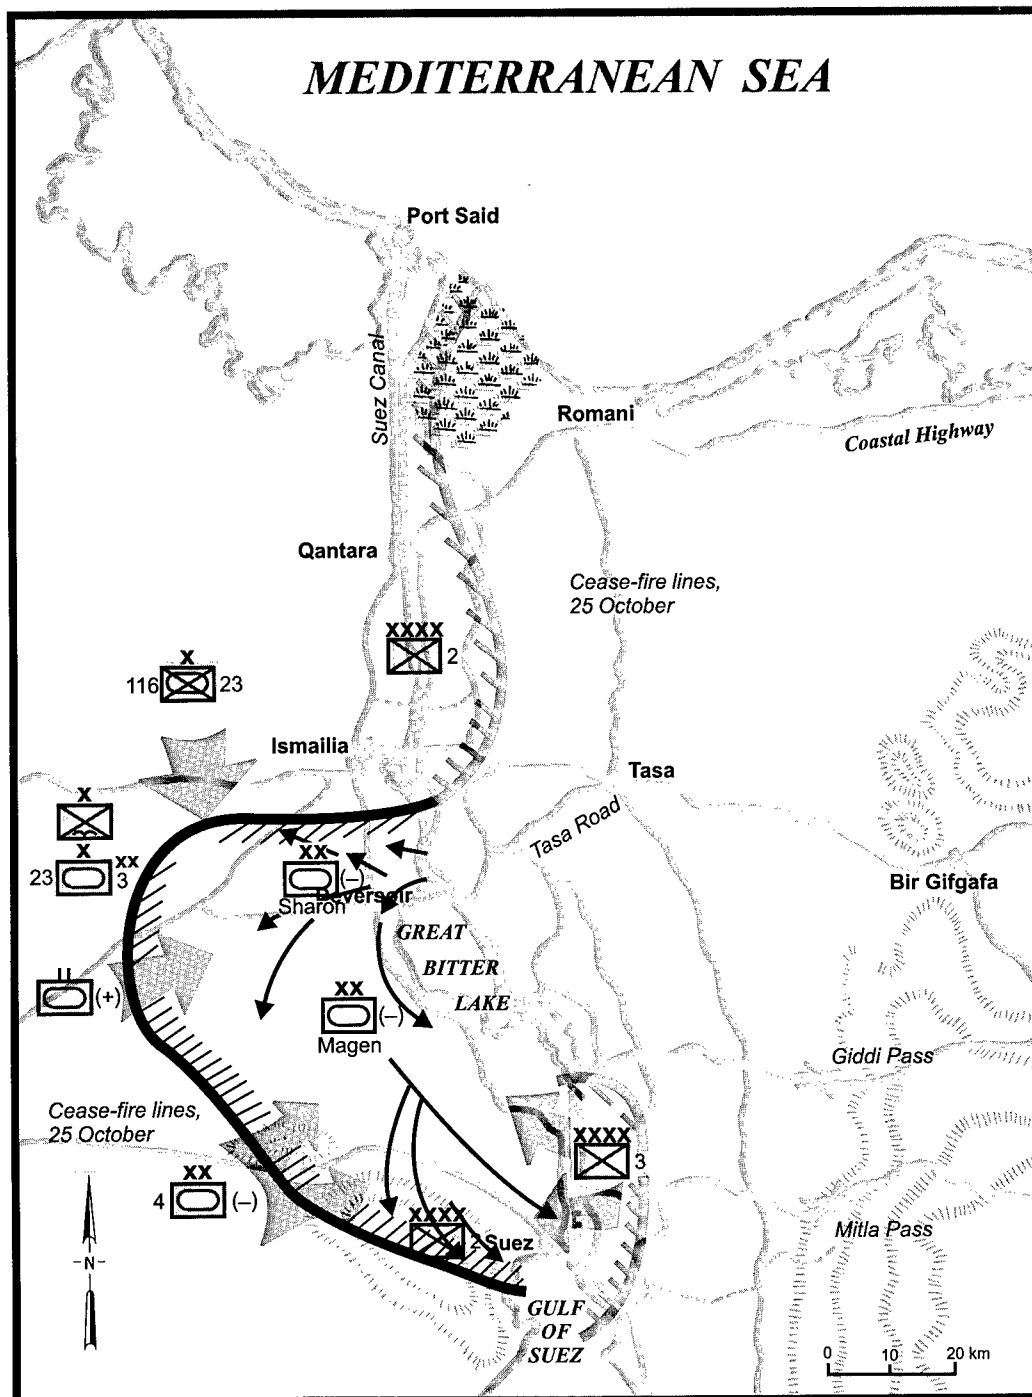 MEDITERRANEAN SEA
Port Said
Suez Canal
Romani
Coastal Highway
Qantara
Cease-fire lines,
25 October
XXXX
2
X
116 23
Ismailia
Tasa
Tasa Road
X
X
23 XX
3
XX
(–)
Deversoir
Sharon
Bir Gifgafa
GREAT
BITTER
LAKE
II
(+)
XX
(–)
Magen
Giddi Pass
Cease-fire lines,
25 October
XXXX
3
XX
4 (–)
Mitla Pass
XXXX
2 Suez
-N-
GULF
OF
SUEZ
0 10 20 km